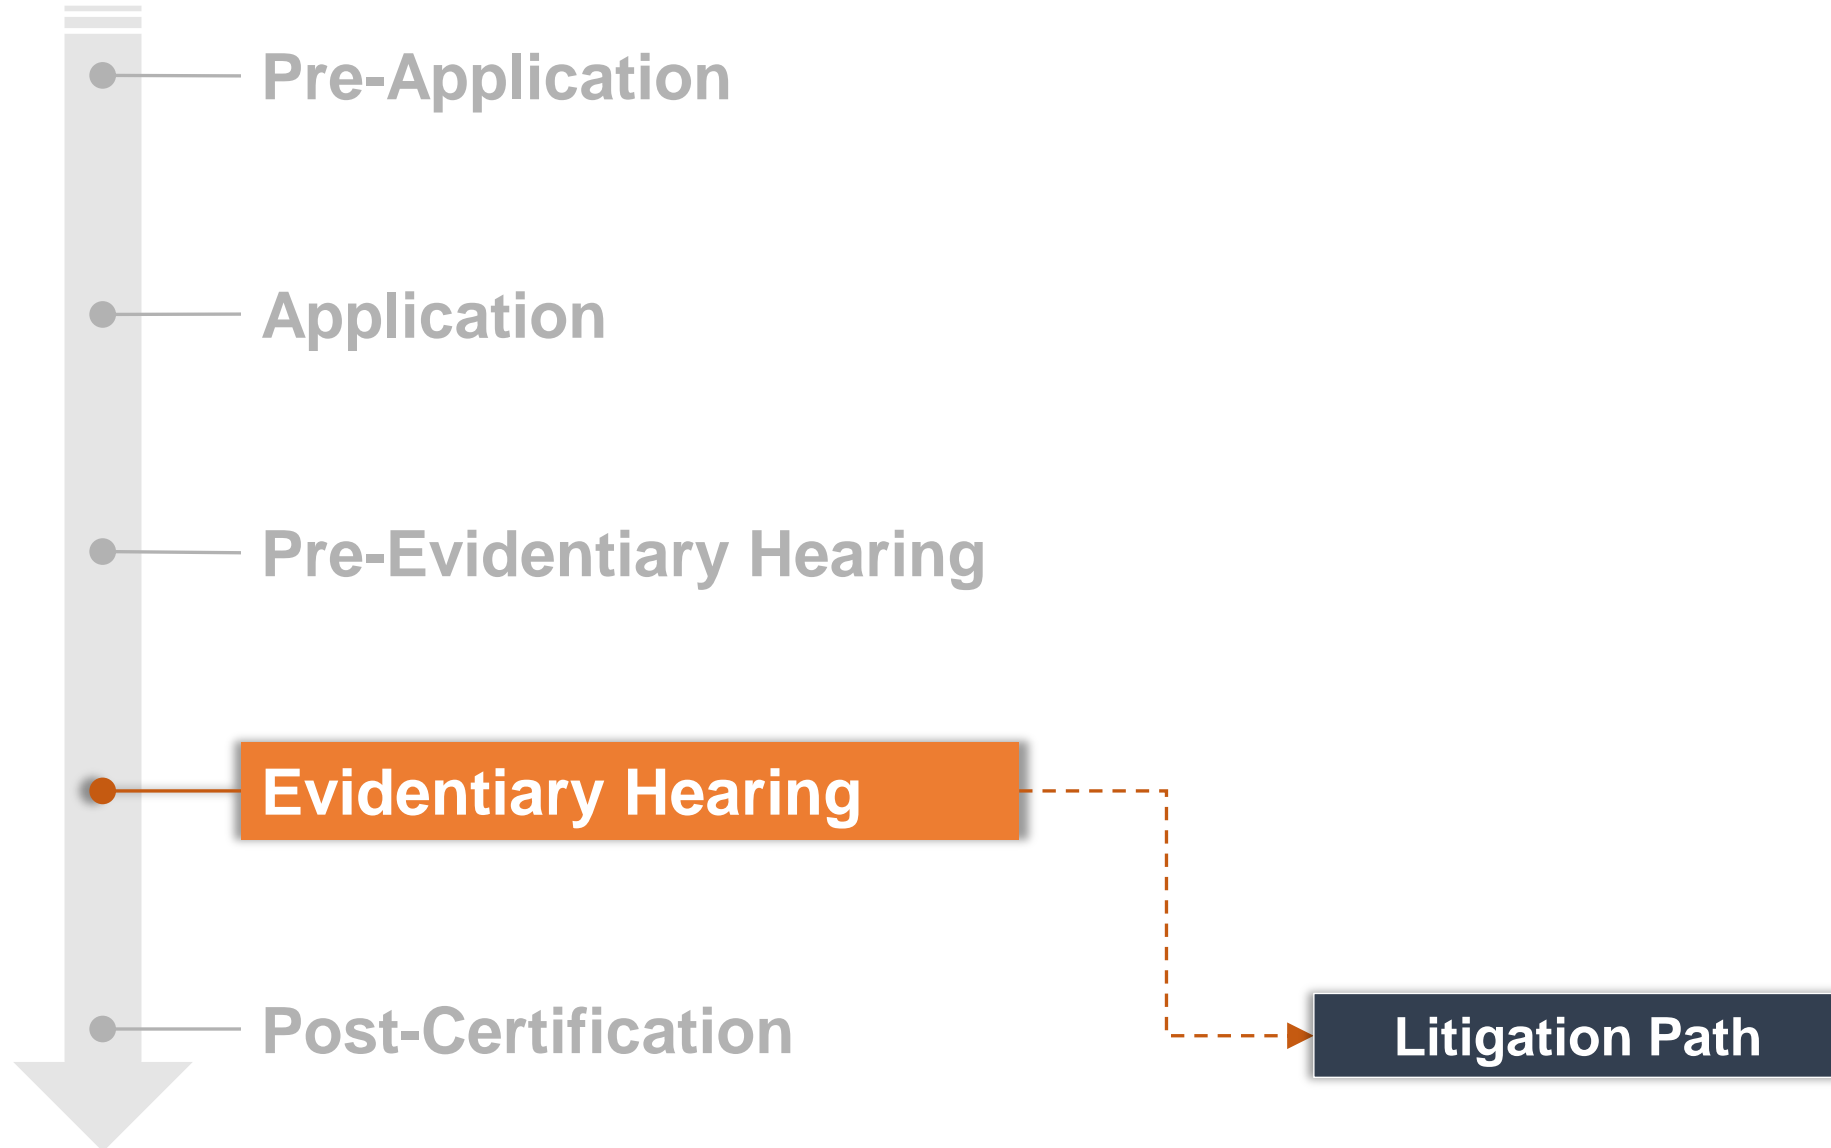 Pre-Application
Application
Pre-Evidentiary Hearing
Evidentiary Hearing
Post-Certification
Litigation Path